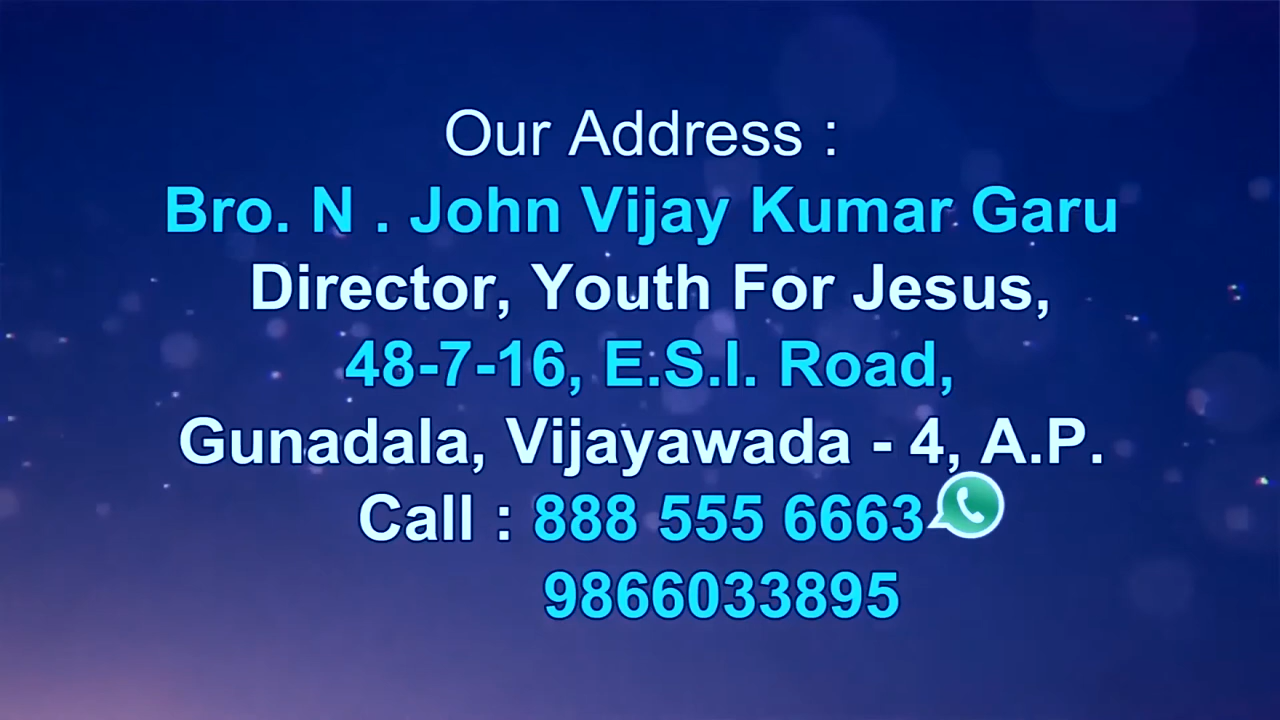 Our Address :
Bro. N . John Vijay Kumar Garu
Director, Youth For Jesus,
48-7-16, E.S.I. Road,
Gunadala, Vijayawada - 4, A.P.
Call : 888 555 6663
9866033895